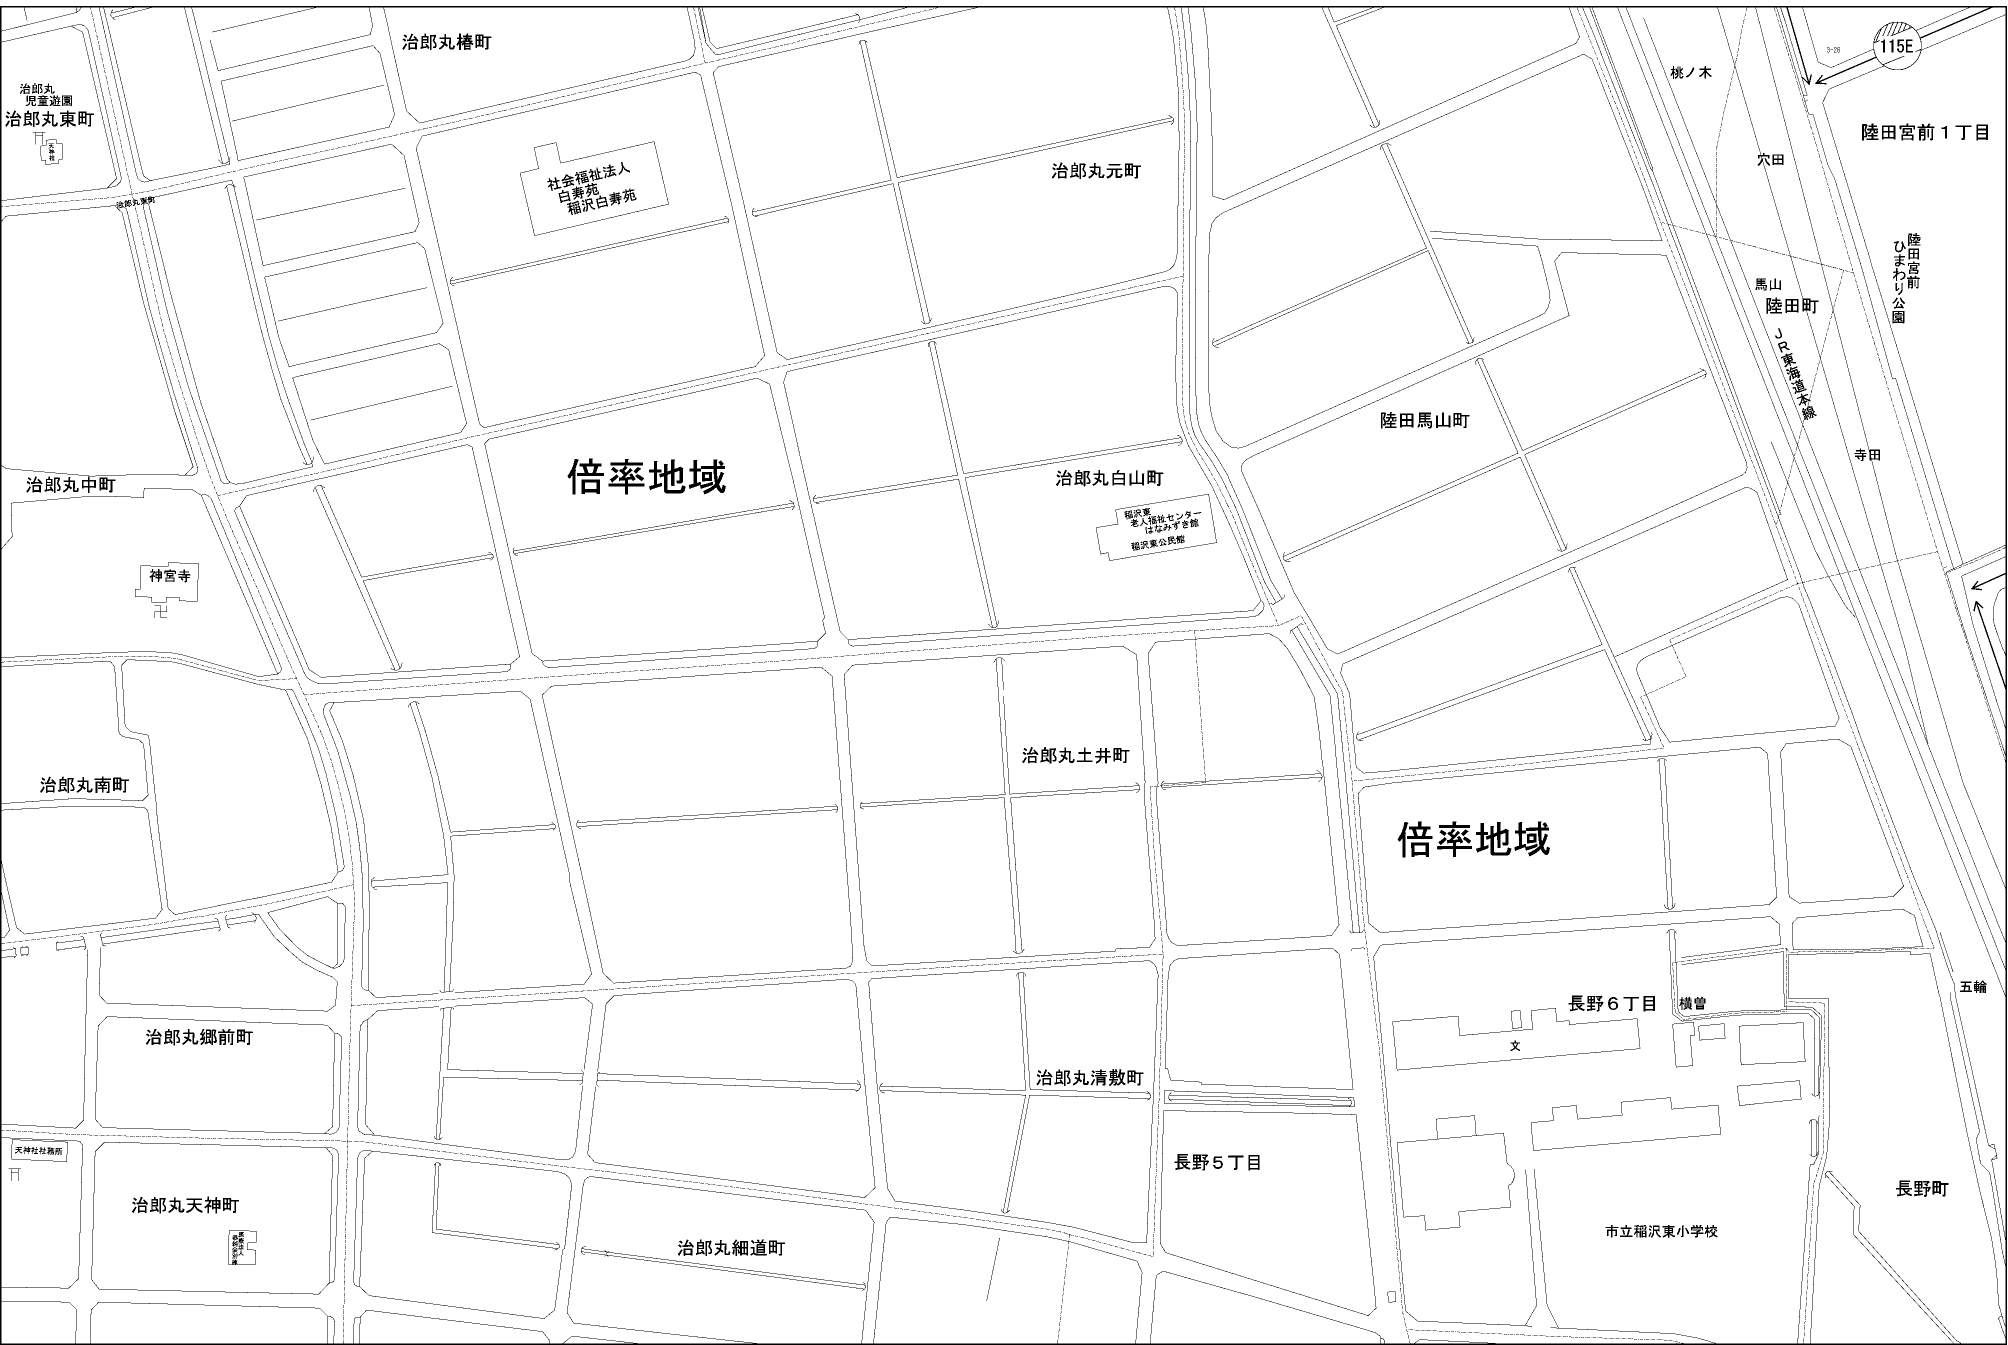 治郎丸椿町
3-26
115E
桃ノ木
治郎丸
児童遊園
治郎丸東町
天神社
陸田宮前１丁目
穴田
社会福祉法人
白寿苑
稲沢白寿苑
治郎丸元町
治郎丸東町
陸田宮前
ひまわり公園
馬山
陸田町
ＪＲ東海道本線
陸田馬山町
寺田
倍率地域
治郎丸中町
治郎丸白山町
稲沢東
老人福祉センター
はなみずき館
稲沢東公民館
神宮寺
治郎丸土井町
治郎丸南町
倍率地域
五輪
長野６丁目
横曽
治郎丸郷前町
文
治郎丸清敷町
天神社社務所
長野５丁目
長野町
治郎丸天神町
市立稲沢東小学校
治郎丸細道町